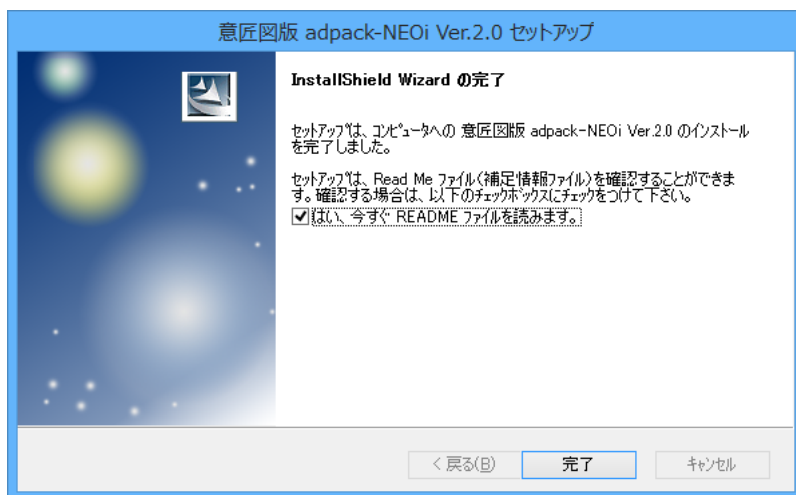 意匠図版 adpack-NEOi Ver.2.0 セットアップ
InstallShield Wizard の完了
セットアップは、コンピュータへの 意匠図版 adpack-NEOi Ver.2.0 のインストール
を完了しました。
セットアップは、Read Me ファイル(補足情報ファイル)を確認することができま
す。確認する場合は、以下のチェックボックスにチェックをつけて下さい。
はい、今すぐ README ファイルを読みます。
< 戻る(B)
完了
キャンセル